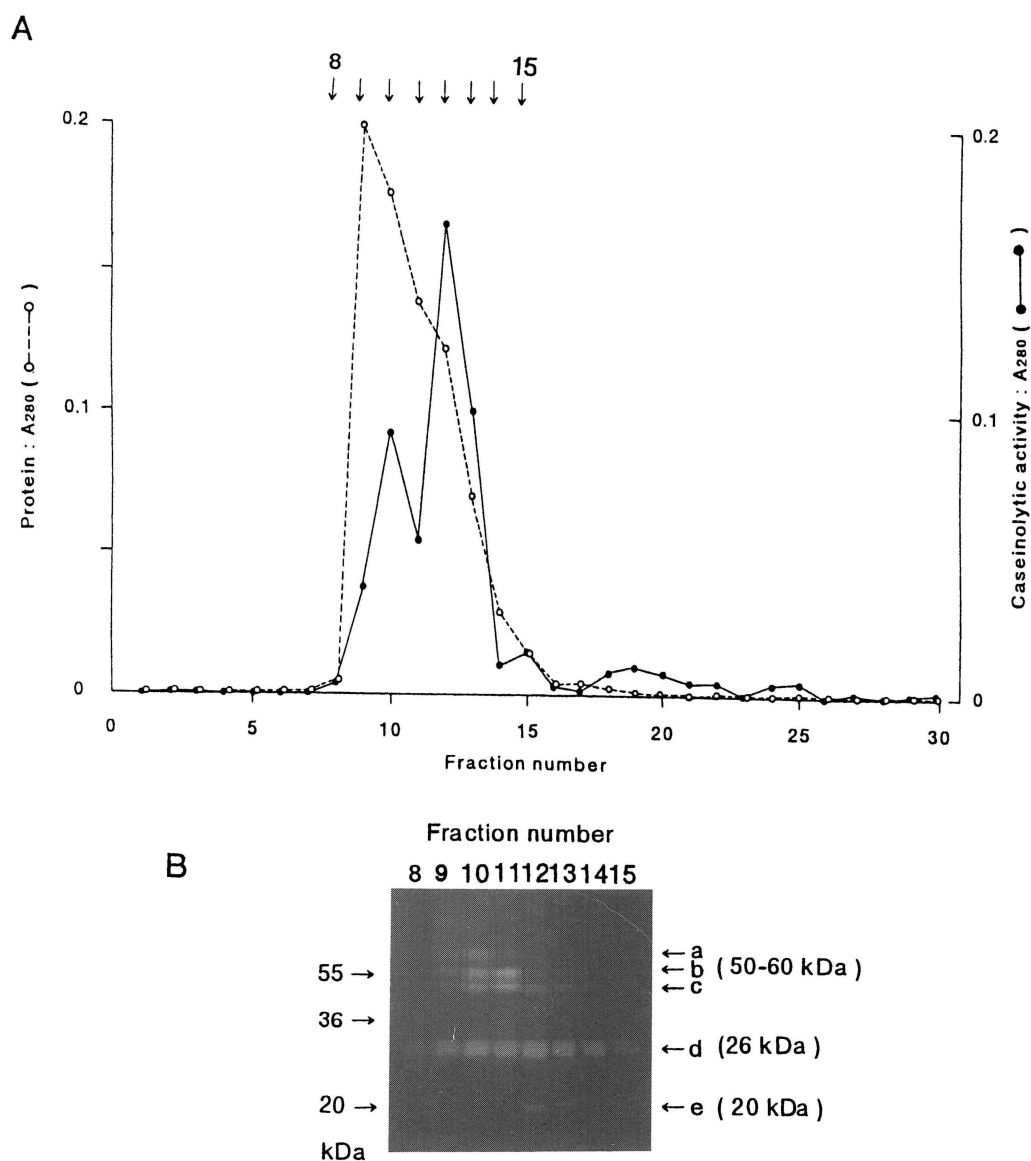 A
8 15
↓ ↓ ↓ ↓ ↓ ↓ ↓ ↓
0.2 0.2
0.1 0.1
0 0
Protein : A280 ( o-----o )
Caseinolytic activity : A280 ( ●——● )
0 5 10 15 20 25 30
Fraction number
B
Fraction number
8 9 10 11 12 13 14 15
←a
55→ ←b (50-60 kDa)
←c
36→
←d (26 kDa)
20→ ←e (20 kDa)
kDa